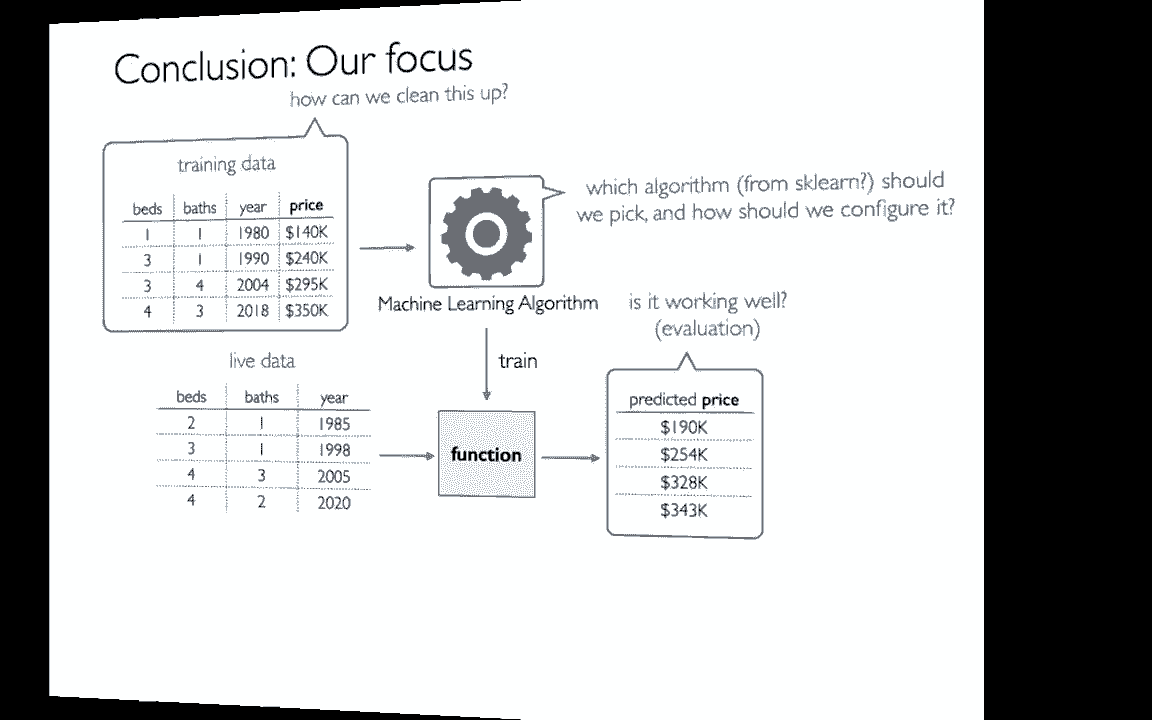 Conclusion: Our focus
how can we clean this up?
training data
beds baths year price
1 1 1980 $140K
3 1 1990 $240K
3 4 2004 $295K
4 3 2018 $350K
which algorithm (from sklearn?) should
we pick, and how should we configure it?
Machine Learning Algorithm
is it working well?
(evaluation)
train
live data
beds baths year
2 1 1985
3 1 1998
4 3 2005
4 2 2020
function
predicted price
$190K
$254K
$328K
$343K